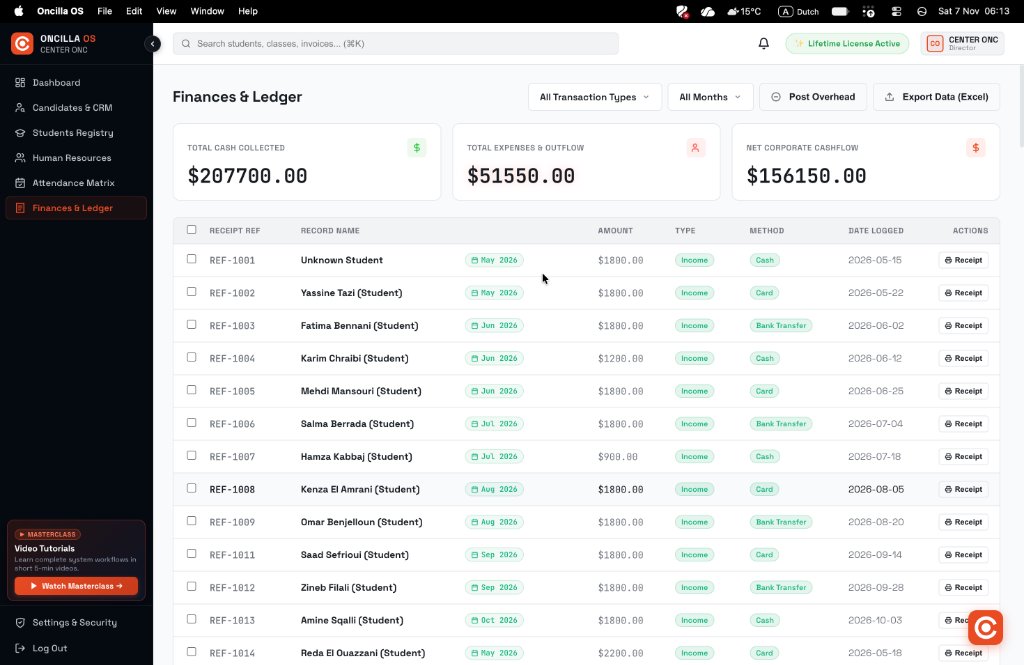 Oncilla OS File Edit View Window Help 15°C A Dutch Sat 7 Nov 06:13
ONCILLA OS
CENTER ONC
Search students, classes, invoices... (⌘K)
Lifetime License Active
CO
CENTER ONC
Director
Dashboard
Candidates & CRM
Students Registry
Human Resources
Attendance Matrix
Finances & Ledger
MASTERCLASS
Video Tutorials
Learn complete system workflows in
short 5-min videos.
Watch Masterclass →
Settings & Security
Log Out
Finances & Ledger
All Transaction Types All Months Post Overhead Export Data (Excel)
TOTAL CASH COLLECTED $
$207700.00
TOTAL EXPENSES & OUTFLOW
$51550.00
NET CORPORATE CASHFLOW $
$156150.00
RECEIPT REF RECORD NAME AMOUNT TYPE METHOD DATE LOGGED ACTIONS
REF-1001 Unknown Student May 2026 $1800.00 Income Cash 2026-05-15 Receipt
REF-1002 Yassine Tazi (Student) May 2026 $1800.00 Income Card 2026-05-22 Receipt
REF-1003 Fatima Bennani (Student) Jun 2026 $1800.00 Income Bank Transfer 2026-06-02 Receipt
REF-1004 Karim Chraibi (Student) Jun 2026 $1200.00 Income Cash 2026-06-12 Receipt
REF-1005 Mehdi Mansouri (Student) Jun 2026 $1800.00 Income Card 2026-06-25 Receipt
REF-1006 Salma Berrada (Student) Jul 2026 $1800.00 Income Bank Transfer 2026-07-04 Receipt
REF-1007 Hamza Kabbaj (Student) Jul 2026 $900.00 Income Cash 2026-07-18 Receipt
REF-1008 Kenza El Amrani (Student) Aug 2026 $1800.00 Income Card 2026-08-05 Receipt
REF-1009 Omar Benjelloun (Student) Aug 2026 $1800.00 Income Bank Transfer 2026-08-20 Receipt
REF-1011 Saad Sefrioui (Student) Sep 2026 $1800.00 Income Card 2026-09-14 Receipt
REF-1012 Zineb Filali (Student) Sep 2026 $1800.00 Income Bank Transfer 2026-09-28 Receipt
REF-1013 Amine Sqalli (Student) Oct 2026 $1800.00 Income Cash 2026-10-03 Rec
REF-1014 Reda El Ouazzani (Student) May 2026 $2200.00 Income Card 2026-05-18 Receipt